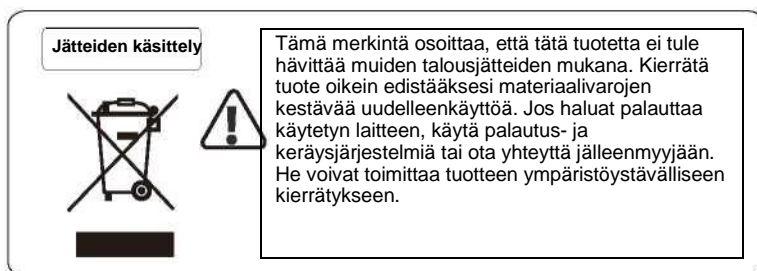 Jätteiden käsittely
Tämä merkintä osoittaa, että tätä tuotetta ei tule
hävittää muiden talousjätteiden mukana. Kierrätä
tuote oikein edistääksesi materiaalivarojen
kestävää uudelleenkäyttöä. Jos haluat palauttaa
käytetyn laitteen, käytä palautus- ja
keräysjärjestelmiä tai ota yhteyttä jälleenmyyjään.
He voivat toimittaa tuotteen ympäristöystävälliseen
kierrätykseen.